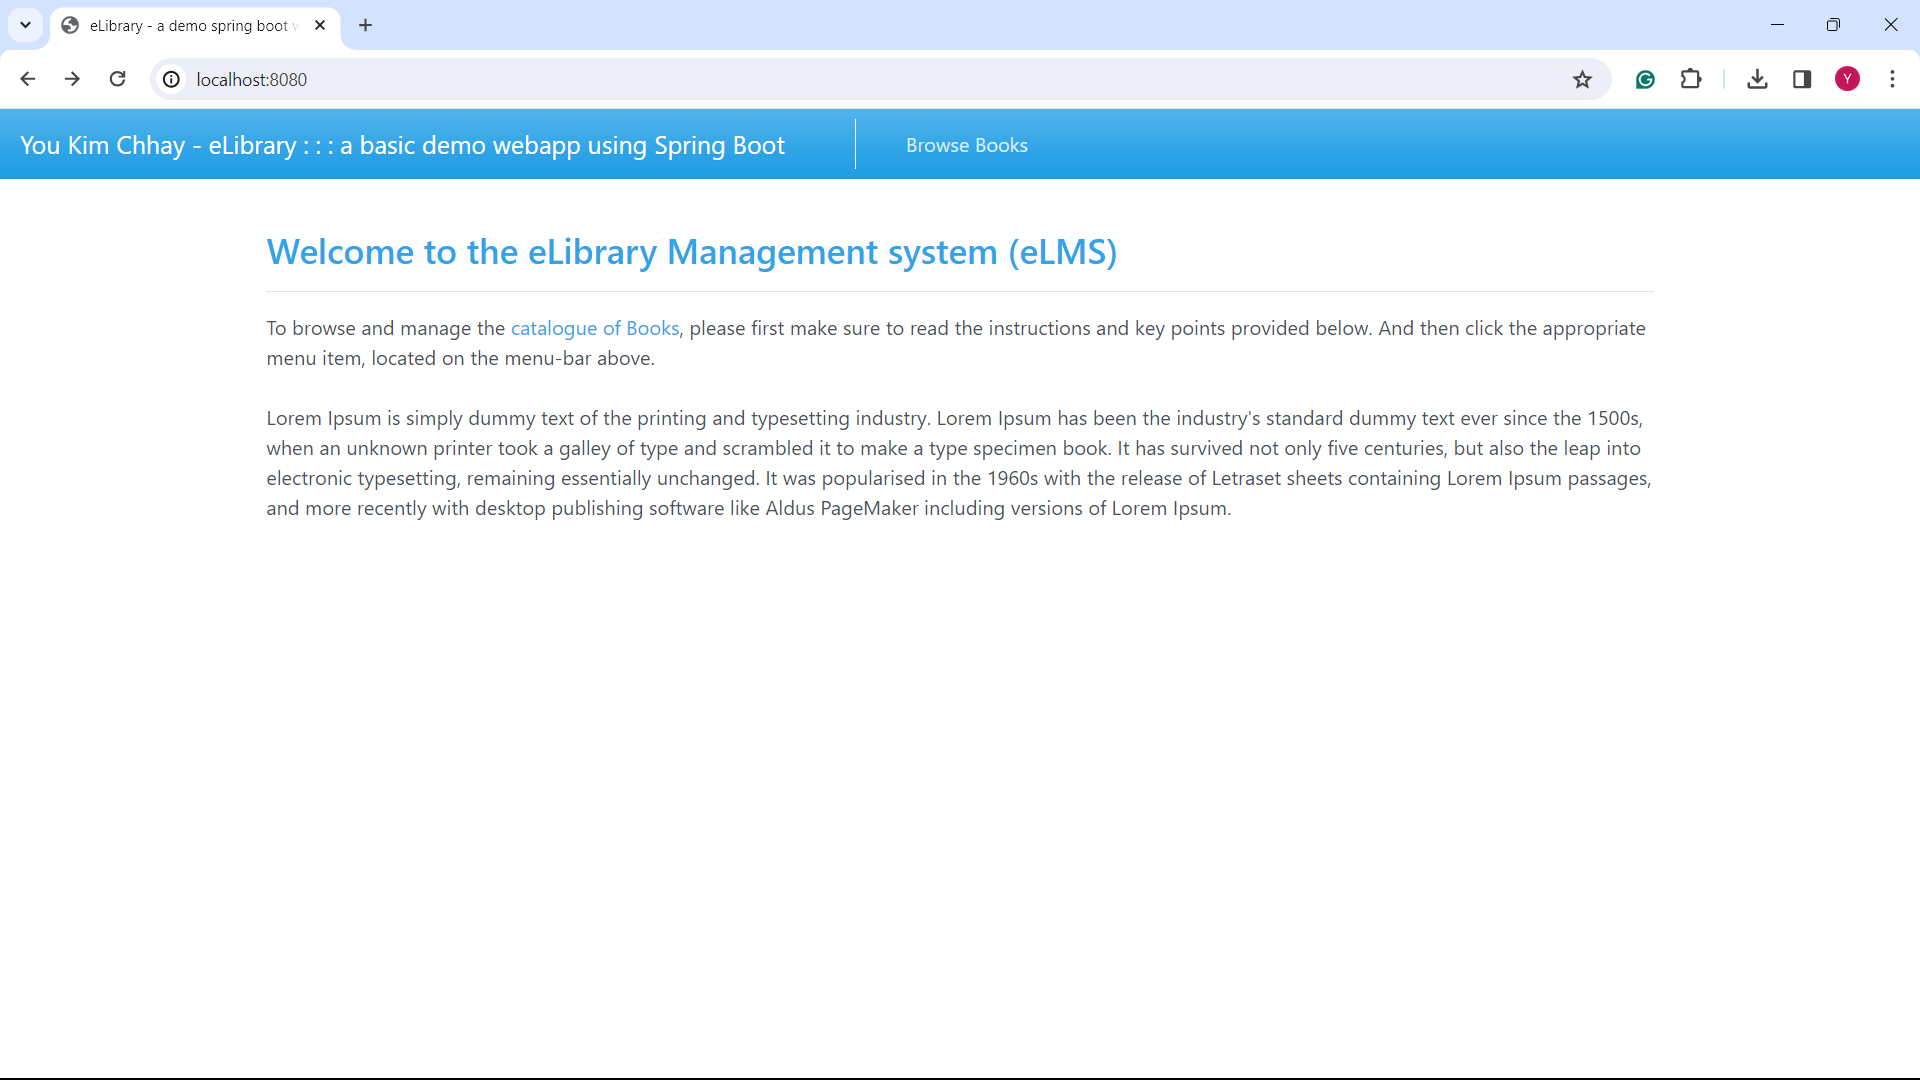 eLibrary - a demo spring boot
localhost:8080
Y
You Kim Chhay - eLibrary : : : a basic demo webapp using Spring Boot
Browse Books
Welcome to the eLibrary Management system (eLMS)
To browse and manage the catalogue of Books, please first make sure to read the instructions and key points provided below. And then click the appropriate
menu item, located on the menu-bar above.
Lorem Ipsum is simply dummy text of the printing and typesetting industry. Lorem Ipsum has been the industry's standard dummy text ever since the 1500s,
when an unknown printer took a galley of type and scrambled it to make a type specimen book. It has survived not only five centuries, but also the leap into
electronic typesetting, remaining essentially unchanged. It was popularised in the 1960s with the release of Letraset sheets containing Lorem Ipsum passages,
and more recently with desktop publishing software like Aldus PageMaker including versions of Lorem Ipsum.